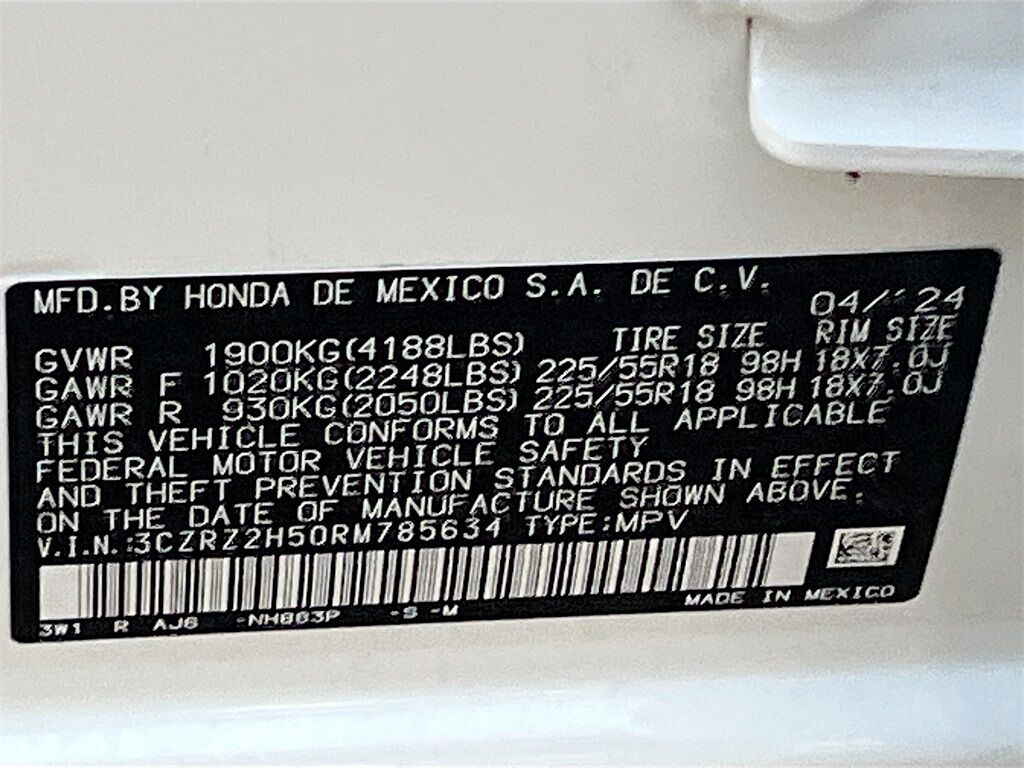 MFD.BY HONDA DE MEXICO S.A. DE C.V.
04/24
TIRE SIZE RIM SIZE
GVWR 1900KG(4188LBS)
GAWR F 1020KG(2248LBS) 225/55R18 98H 18X7.0J
GAWR R 930KG(2050LBS) 225/55R18 98H 18X7.0J
THIS VEHICLE CONFORMS TO ALL APPLICABLE
FEDERAL MOTOR VEHICLE SAFETY
AND THEFT PREVENTION STANDARDS IN EFFECT
ON THE DATE OF MANUFACTURE SHOWN ABOVE.
V.I.N.:3CZRZ2H50RM785634 TYPE:MPV
3W1 R AJ8 -NH883P -S -M
MADE IN MEXICO